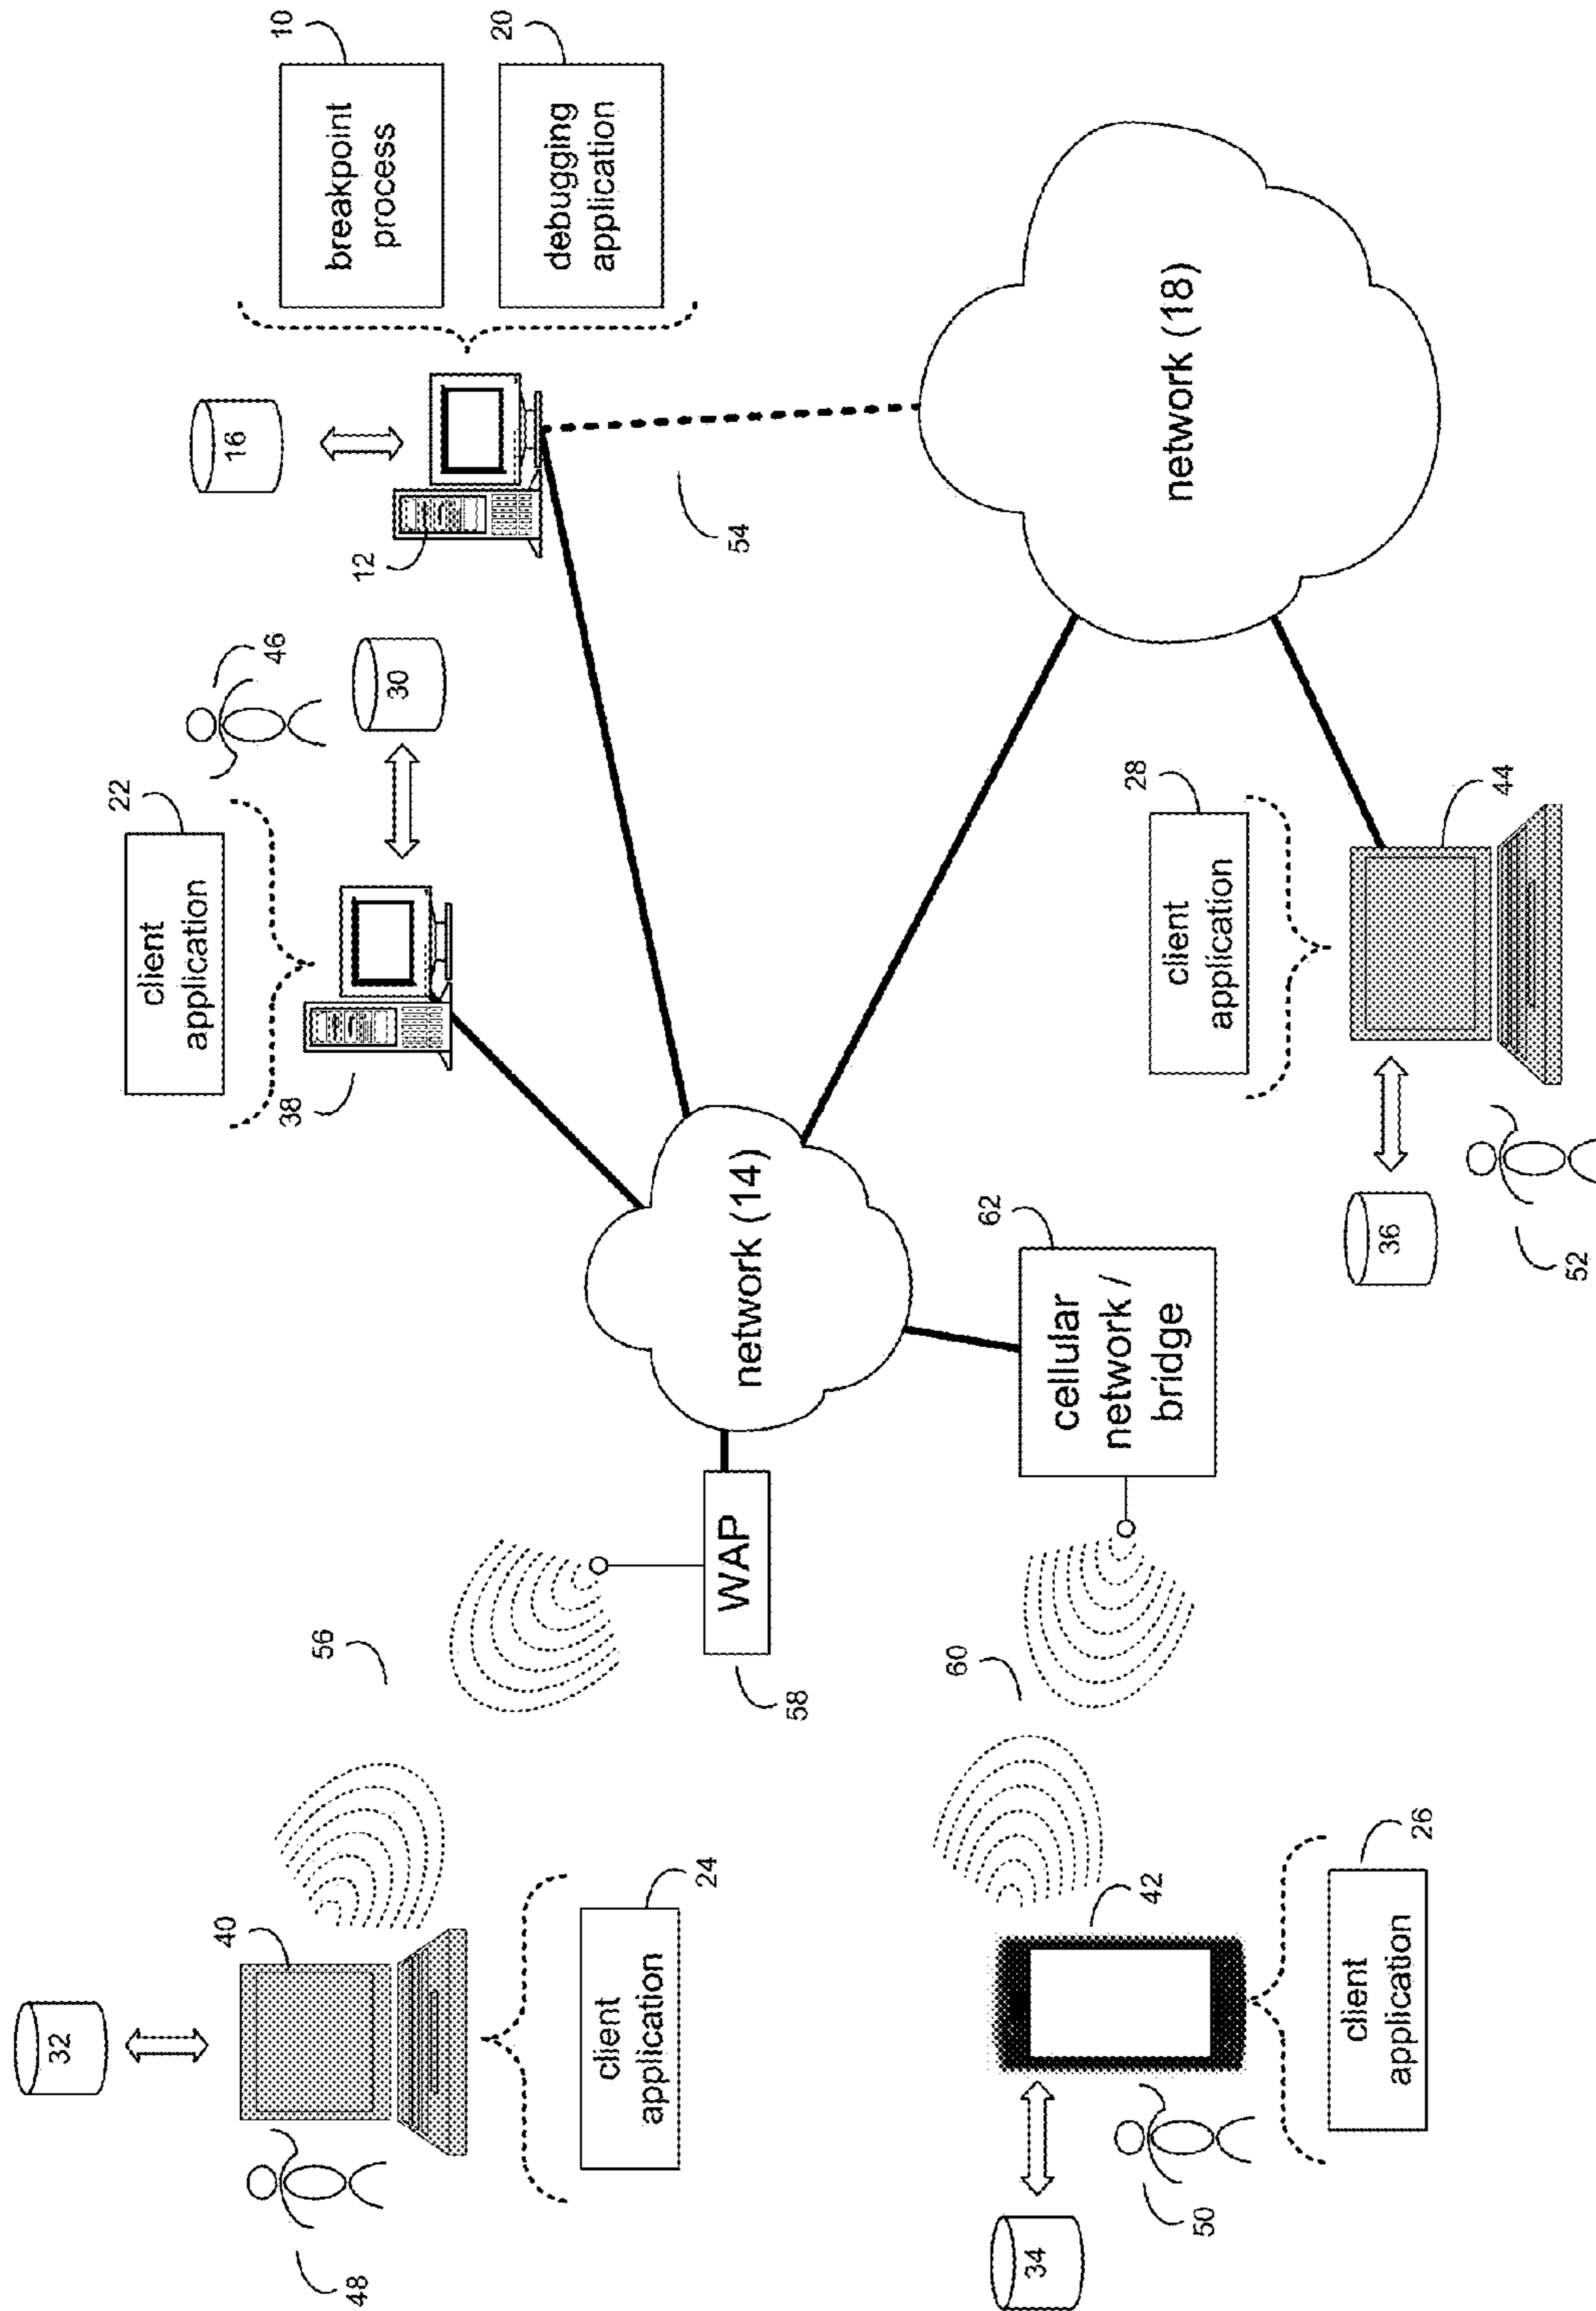 32
22
client
application
40
16
46
10
breakpoint
process
38
56
48
12
30
20
debugging
application
client
application
24
WAP
network (14)
54
58
60
62
34
cellular
network /
bridge
28
client
application
network (18)
42
50
client
application
26
36
44
52